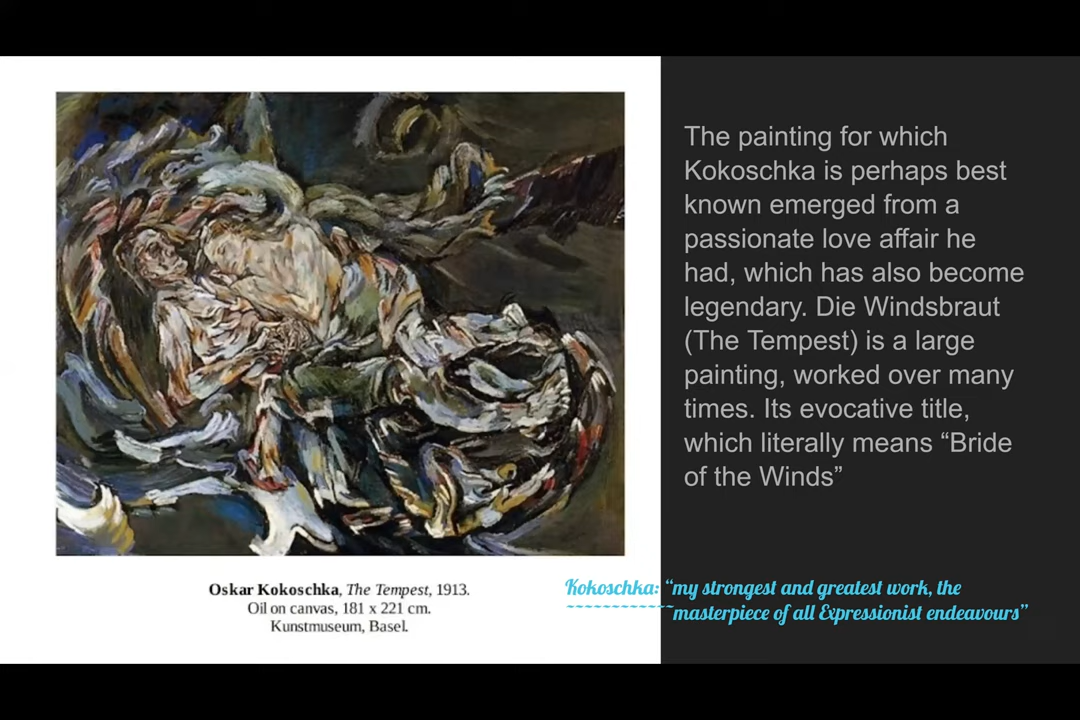 The painting for which
Kokoschka is perhaps best
known emerged from a
passionate love affair he
had, which has also become
legendary. Die Windsbraut
(The Tempest) is a large
painting, worked over many
times. Its evocative title,
which literally means “Bride
of the Winds”
Oskar Kokoschka, The Tempest, 1913.
Oil on canvas, 181 x 221 cm.
Kunstmuseum, Basel.
Kokoschka: “my strongest and greatest work, the
masterpiece of all Expressionist endeavours”